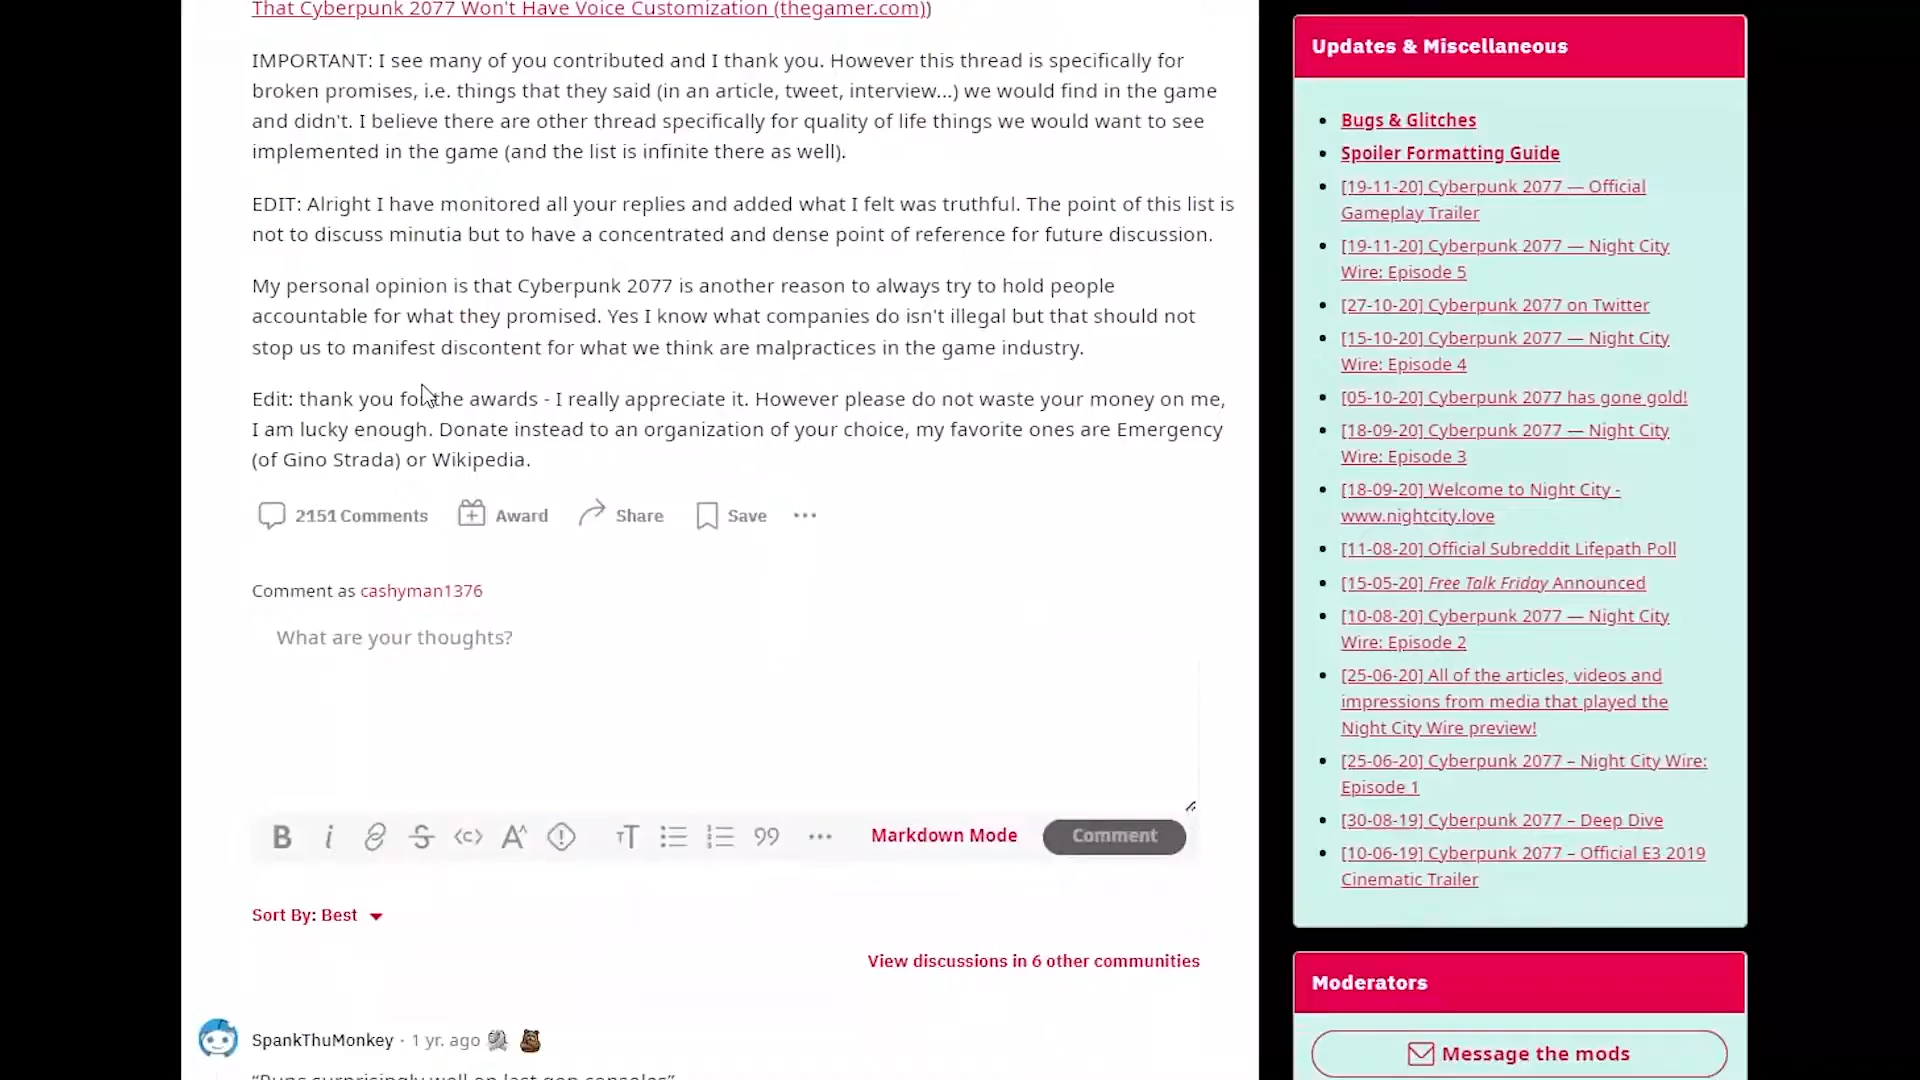 That Cyberpunk 2077 Won't Have Voice Customization (thegamer.com))
IMPORTANT: I see many of you contributed and I thank you. However this thread is specifically for
broken promises, i.e. things that they said (in an article, tweet, interview...) we would find in the game
and didn't. I believe there are other thread specifically for quality of life things we would want to see
implemented in the game (and the list is infinite there as well).
EDIT: Alright I have monitored all your replies and added what I felt was truthful. The point of this list is
not to discuss minutia but to have a concentrated and dense point of reference for future discussion.
My personal opinion is that Cyberpunk 2077 is another reason to always try to hold people
accountable for what they promised. Yes I know what companies do isn't illegal but that should not
stop us to manifest discontent for what we think are malpractices in the game industry.
Edit: thank you for the awards - I really appreciate it. However please do not waste your money on me,
I am lucky enough. Donate instead to an organization of your choice, my favorite ones are Emergency
(of Gino Strada) or Wikipedia.
2151 Comments Award Share Save ...
Comment as cashyman1376
What are your thoughts?
B i <c> A^ TT 99 ... Markdown Mode Comment
Sort By: Best
View discussions in 6 other communities
SpankThuMonkey · 1 yr. ago
"Runs surprisingly well on last gen consoles"
Updates & Miscellaneous
Bugs & Glitches
Spoiler Formatting Guide
[19-11-20] Cyberpunk 2077 — Official
Gameplay Trailer
[19-11-20] Cyberpunk 2077 — Night City
Wire: Episode 5
[27-10-20] Cyberpunk 2077 on Twitter
[15-10-20] Cyberpunk 2077 — Night City
Wire: Episode 4
[05-10-20] Cyberpunk 2077 has gone gold!
[18-09-20] Cyberpunk 2077 — Night City
Wire: Episode 3
[18-09-20] Welcome to Night City -
www.nightcity.love
[11-08-20] Official Subreddit Lifepath Poll
[15-05-20] Free Talk Friday Announced
[10-08-20] Cyberpunk 2077 — Night City
Wire: Episode 2
[25-06-20] All of the articles, videos and
impressions from media that played the
Night City Wire preview!
[25-06-20] Cyberpunk 2077 – Night City Wire:
Episode 1
[30-08-19] Cyberpunk 2077 – Deep Dive
[10-06-19] Cyberpunk 2077 – Official E3 2019
Cinematic Trailer
Moderators
Message the mods